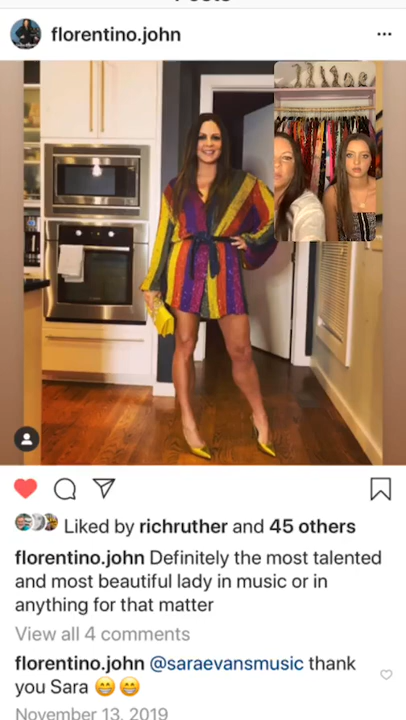 florentino.john
Liked by richruther and 45 others
florentino.john Definitely the most talented
and most beautiful lady in music or in
anything for that matter
View all 4 comments
florentino.john @saraevansmusic thank
you Sara 😁😁
November 13, 2019